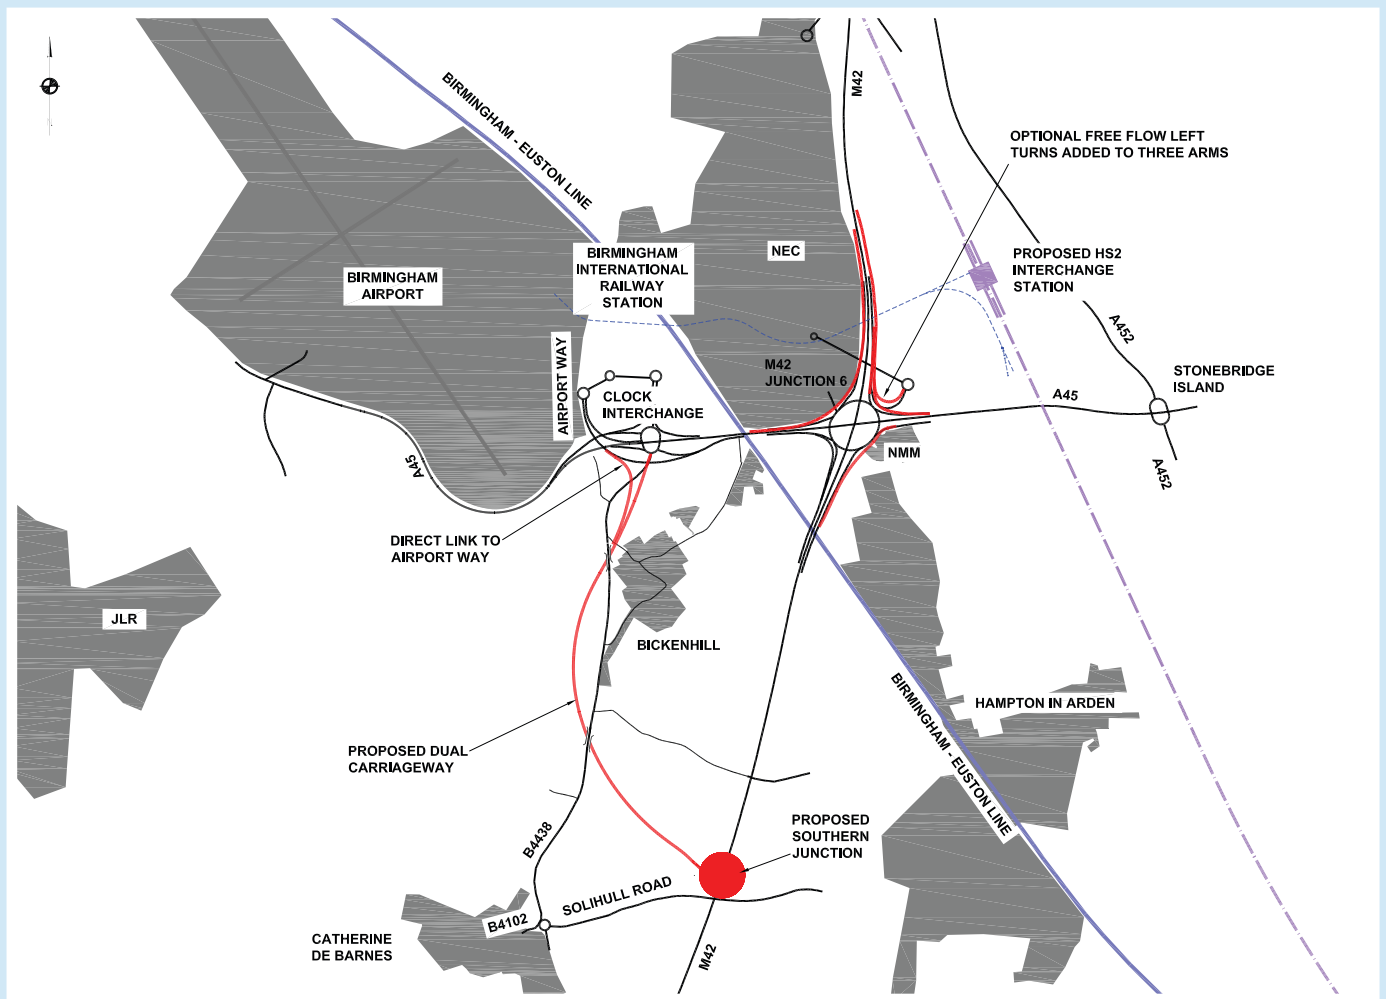 M42
BIRMINGHAM - EUSTON LINE
OPTIONAL FREE FLOW LEFT
TURNS ADDED TO THREE ARMS
NEC
BIRMINGHAM
INTERNATIONAL
RAILWAY
STATION
PROPOSED HS2
INTERCHANGE
STATION
BIRMINGHAM
AIRPORT
A452
AIRPORT WAY
M42
JUNCTION 6
STONEBRIDGE
ISLAND
CLOCK
INTERCHANGE
A45
NMM
A45
A452
DIRECT LINK TO
AIRPORT WAY
JLR
BICKENHILL
HAMPTON IN ARDEN
BIRMINGHAM - EUSTON LINE
PROPOSED DUAL
CARRIAGEWAY
PROPOSED
SOUTHERN
JUNCTION
B4438
SOLIHULL ROAD
B4102
CATHERINE
DE BARNES
M42